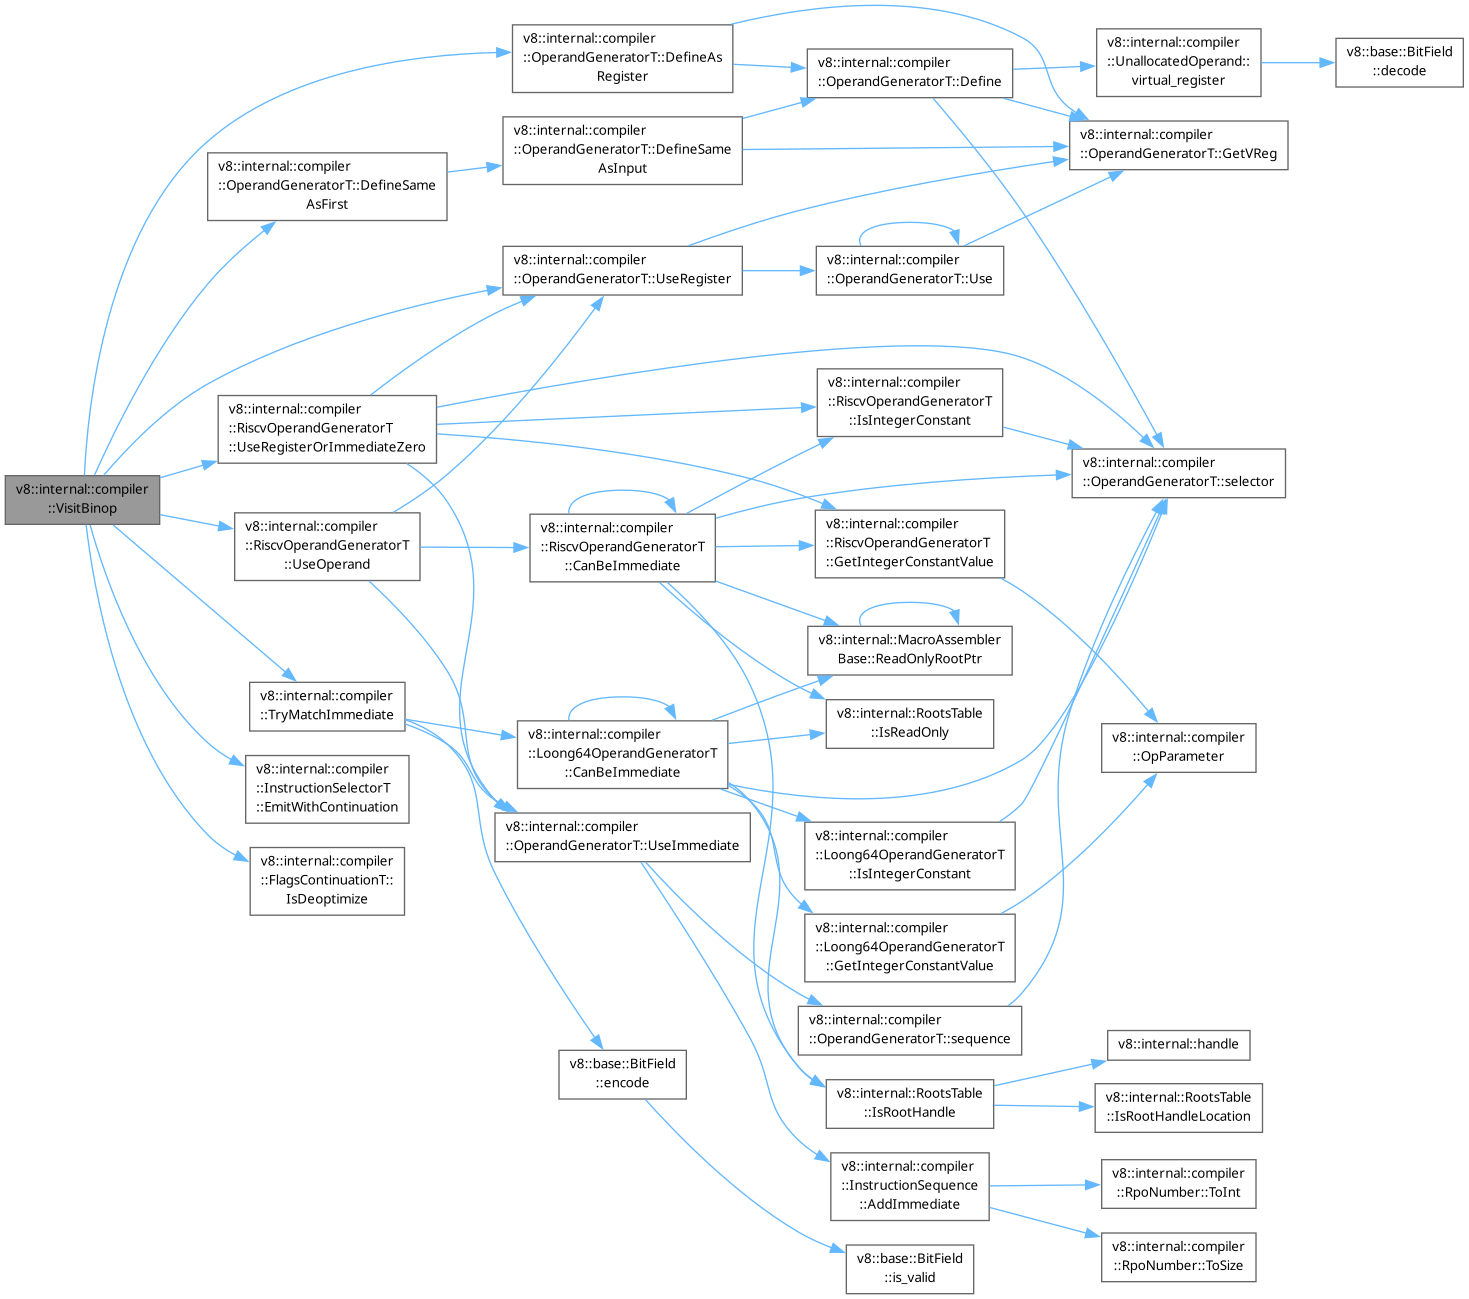 v8::internal::compiler
::VisitBinop
v8::internal::compiler
::OperandGeneratorT::DefineSame
AsFirst
v8::internal::compiler
::RiscvOperandGeneratorT
::UseRegisterOrImmediateZero
v8::internal::compiler
::RiscvOperandGeneratorT
::UseOperand
v8::internal::compiler
::TryMatchImmediate
v8::internal::compiler
::InstructionSelectorT
::EmitWithContinuation
v8::internal::compiler
::FlagsContinuationT::
IsDeoptimize
v8::internal::compiler
::OperandGeneratorT::DefineAs
Register
v8::internal::compiler
::OperandGeneratorT::DefineSame
AsInput
v8::internal::compiler
::OperandGeneratorT::UseRegister
v8::internal::compiler
::RiscvOperandGeneratorT
::CanBeImmediate
v8::internal::compiler
::Loong64OperandGeneratorT
::CanBeImmediate
v8::internal::compiler
::OperandGeneratorT::UseImmediate
v8::base::BitField
::encode
v8::internal::compiler
::OperandGeneratorT::Define
v8::internal::compiler
::OperandGeneratorT::Use
v8::internal::compiler
::RiscvOperandGeneratorT
::IsIntegerConstant
v8::internal::compiler
::RiscvOperandGeneratorT
::GetIntegerConstantValue
v8::internal::MacroAssembler
Base::ReadOnlyRootPtr
v8::internal::RootsTable
::IsReadOnly
v8::internal::compiler
::Loong64OperandGeneratorT
::IsIntegerConstant
v8::internal::compiler
::Loong64OperandGeneratorT
::GetIntegerConstantValue
v8::internal::compiler
::OperandGeneratorT::sequence
v8::internal::RootsTable
::IsRootHandle
v8::internal::compiler
::InstructionSequence
::AddImmediate
v8::base::BitField
::is_valid
v8::internal::compiler
::UnallocatedOperand::
virtual_register
v8::internal::compiler
::OperandGeneratorT::GetVReg
v8::internal::compiler
::OperandGeneratorT::selector
v8::internal::compiler
::OpParameter
v8::internal::handle
v8::internal::RootsTable
::IsRootHandleLocation
v8::internal::compiler
::RpoNumber::ToInt
v8::internal::compiler
::RpoNumber::ToSize
v8::base::BitField
::decode